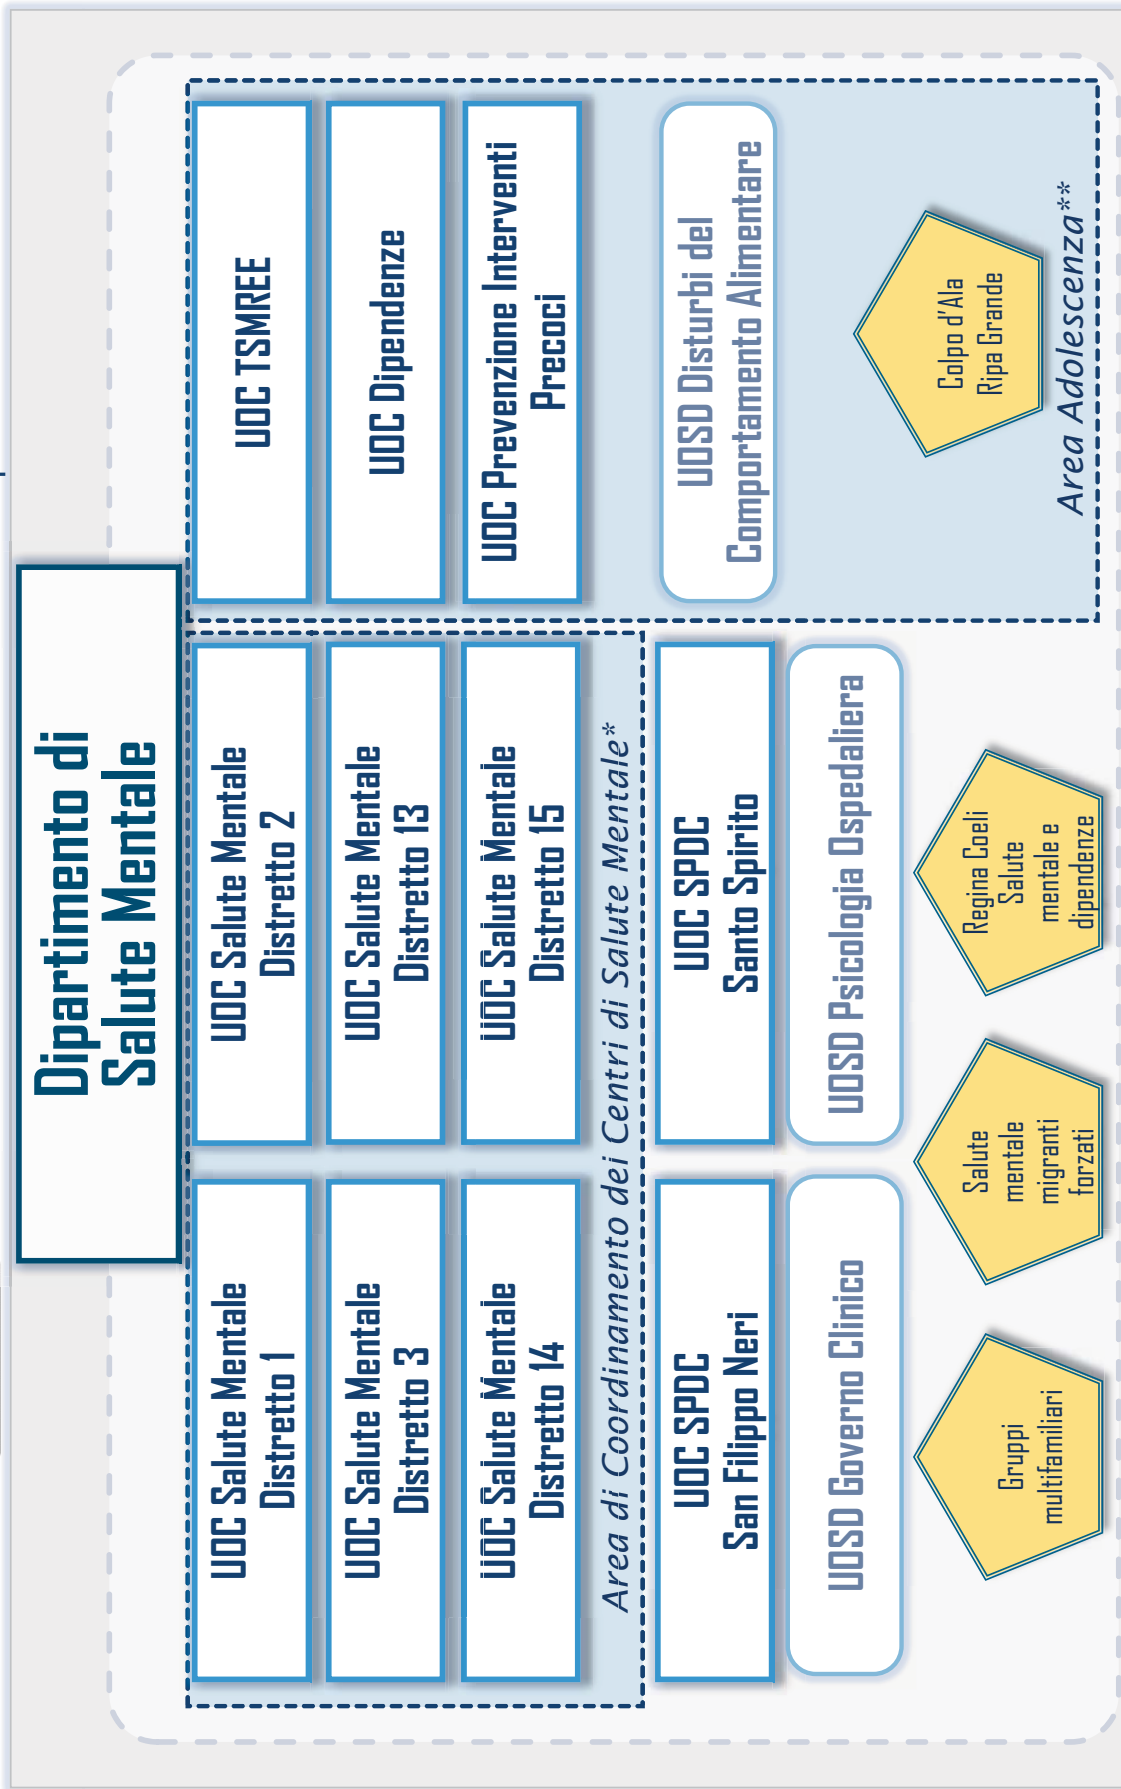 Dipartimento di
Salute Mentale
UOC Salute Mentale
Distretto 1
UOC Salute Mentale
Distretto 2
UOC TSMREE
UOC Salute Mentale
Distretto 3
UOC Salute Mentale
Distretto 13
UOC Dipendenze
UOC Salute Mentale
Distretto 14
UOC Salute Mentale
Distretto 15
UOC Prevenzione Interventi
Precoci
Area di Coordinamento dei Centri di Salute Mentale*
UOC SPDC
San Filippo Neri
UOC SPDC
Santo Spirito
UOSD Disturbi del
Comportamento Alimentare
UOSD Governo Clinico
UOSD Psicologia Ospedaliera
Gruppi
multifamiliari
Salute
mentale
migranti
forzati
Regina Coeli
Salute
mentale e
dipendenze
Colpo d'Ala
Ripa Grande
Area Adolescenza**